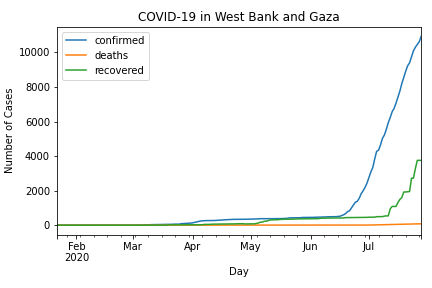 COVID-19 in West Bank and Gaza
confirmed
deaths
recovered
Number of Cases
10000
8000
6000
4000
2000
0
Feb
2020
Mar
Apr
May
Jun
Jul
Day